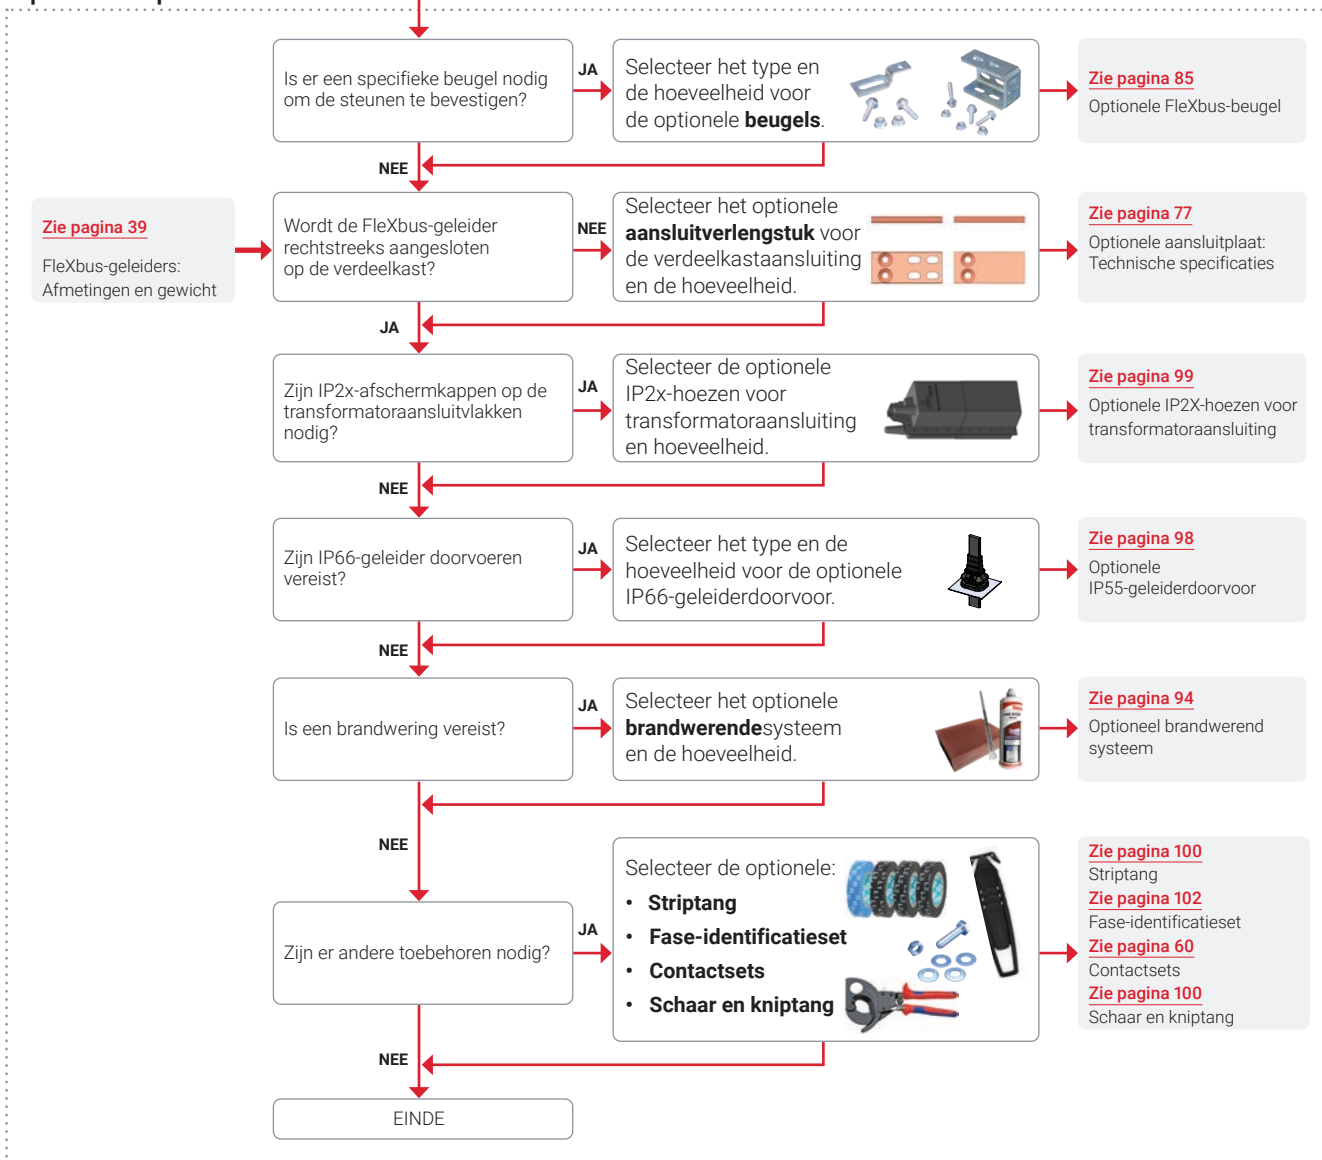 Is er een specifieke beugel nodig
om de steunen te bevestigen?
JA
Selecteer het type en
de hoeveelheid voor
de optionele beugels.
Zie pagina 85
Optionele FleXbus-beugel
NEE
Zie pagina 39
FleXbus-geleiders:
Afmetingen en gewicht
Wordt de FleXbus-geleider
rechtstreeks aangesloten
op de verdeelkast?
NEE
Selecteer het optionele
aansluitverlengstuk voor
de verdeelkastaansluiting
en de hoeveelheid.
Zie pagina 77
Optionele aansluitplaat:
Technische specificaties
JA
Zijn IP2x-afschermkappen op de
transformatoraansluitvlakken
nodig?
JA
Selecteer de optionele
IP2x-hoezen voor
transformatoraansluiting
en hoeveelheid.
Zie pagina 99
Optionele IP2X-hoezen voor
transformatoraansluiting
NEE
Zijn IP66-geleider doorvoeren
vereist?
JA
Selecteer het type en de
hoeveelheid voor de optionele
IP66-geleiderdoorvoor.
Zie pagina 98
Optionele
IP55-geleiderdoorvoor
NEE
Is een brandwering vereist?
JA
Selecteer het optionele
brandwerendesysteem
en de hoeveelheid.
Zie pagina 94
Optioneel brandwerend
systeem
NEE
Zijn er andere toebehoren nodig?
JA
Selecteer de optionele:
• Striptang
• Fase-identificatieset
• Contactsets
• Schaar en kniptang
Zie pagina 100
Striptang
Zie pagina 102
Fase-identificatieset
Zie pagina 60
Contactsets
Zie pagina 100
Schaar en kniptang
NEE
EINDE